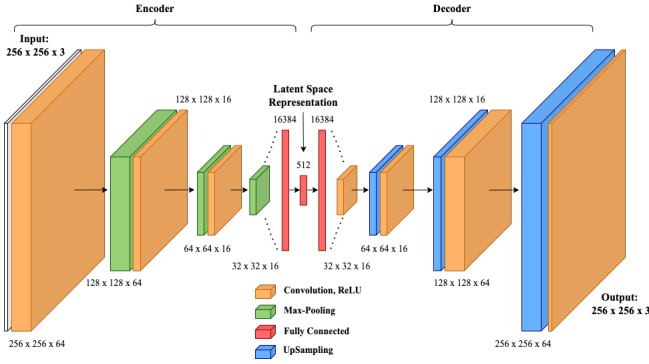 Encoder
Decoder
Input:
256 x 256 x 3
Latent Space
Representation
128 x 128 x 16
128 x 128 x 16
16384
16384
512
64 x 64 x 16
64 x 64 x 16
32 x 32 x 16
32 x 32 x 16
128 x 128 x 64
128 x 128 x 64
Convolution, ReLU
Max-Pooling
Fully Connected
UpSampling
Output:
256 x 256 x 3
256 x 256 x 64
256 x 256 x 64